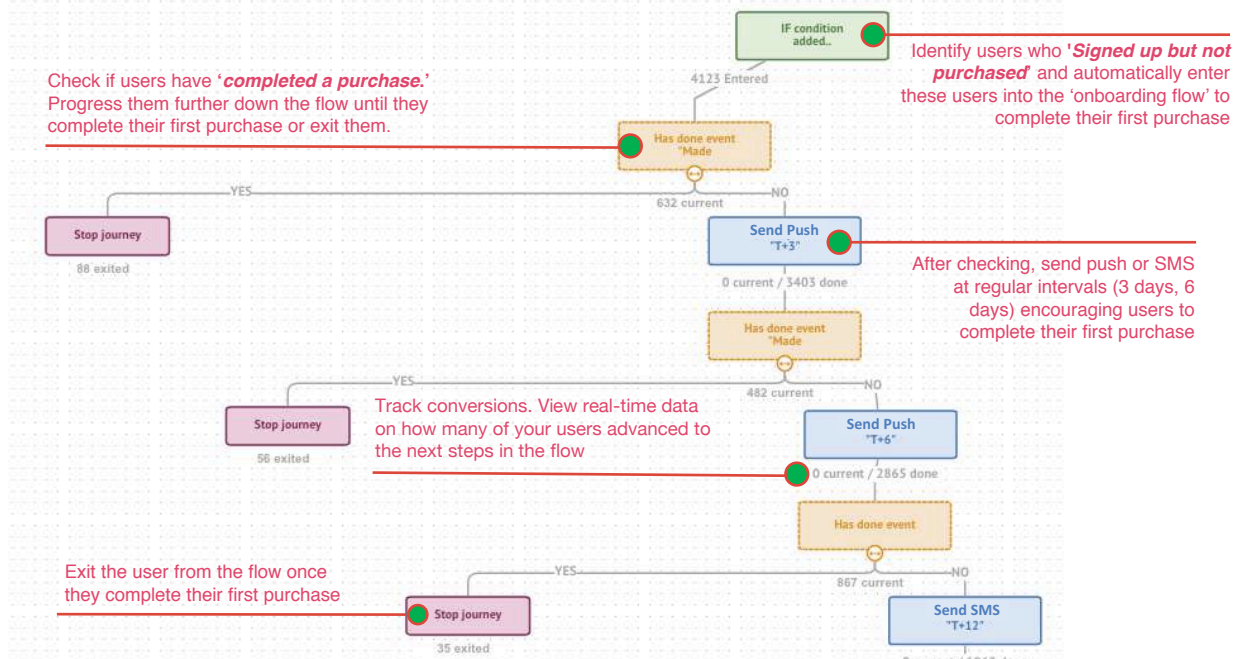 IF condition
added..
Identify users who 'Signed up but not
purchased' and automatically enter
these users into the ‘onboarding flow’ to
complete their first purchase
4123 Entered
Check if users have ‘completed a purchase.’
Progress them further down the flow until they
complete their first purchase or exit them.
Has done event
"Made
YES
NO
632 current
Stop journey
88 exited
Send Push
"T+3"
0 current / 3403 done
After checking, send push or SMS
at regular intervals (3 days, 6
days) encouraging users to
complete their first purchase
Has done event
"Made
YES
NO
482 current
Stop journey
56 exited
Track conversions. View real-time data
on how many of your users advanced to
the next steps in the flow
Send Push
"T+6"
0 current / 2865 done
Has done event
YES
NO
867 current
Exit the user from the flow once
they complete their first purchase
Stop journey
35 exited
Send SMS
"T+12"